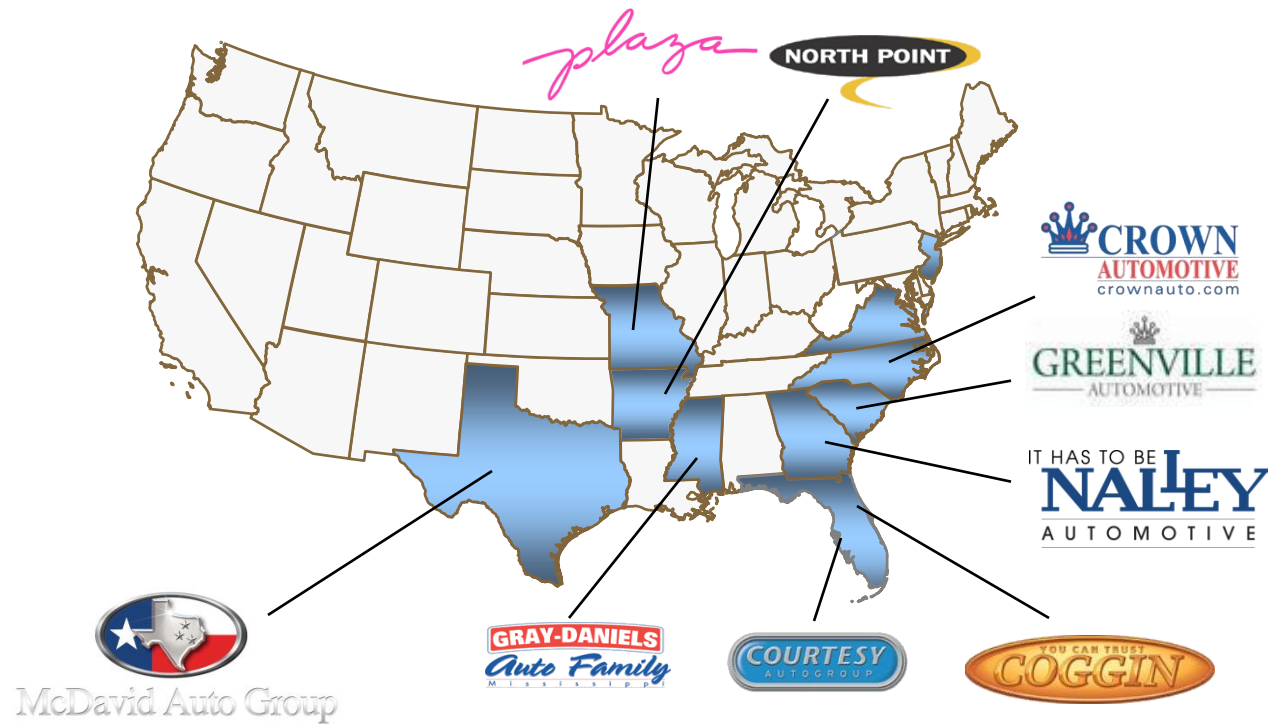 plaza
NORTH POINT
CROWN
AUTOMOTIVE
crownauto.com
GREENVILLE
AUTOMOTIVE
IT HAS TO BE
NALLEY
AUTOMOTIVE
McDavid Auto Group
GRAY-DANIELS
Auto Family
Mississippi
COURTESY
AUTOGROUP
YOU CAN TRUST
COGGIN